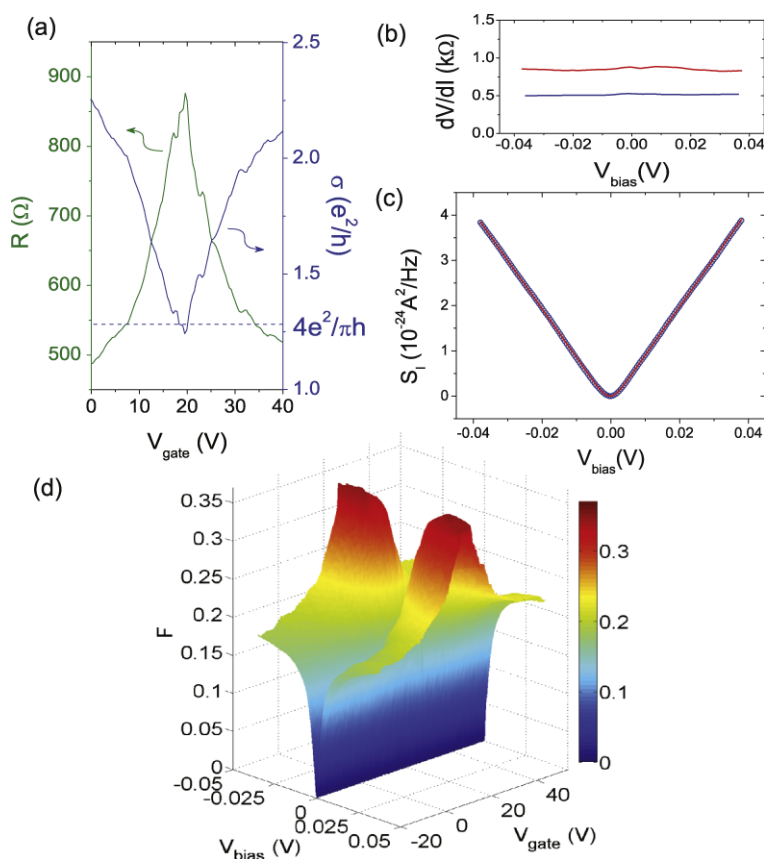 (a)
900
850
800
750
700
650
600
550
500
R (Ω)
2.5
2.0
1.5
1.0
σ (e²/h)
4e²/πh
0 10 20 30 40
V_gate (V)
(b)
1.5
1.0
0.5
0.0
dV/dI (kΩ)
-0.04 -0.02 0.00 0.02 0.04
V_bias(V)
(c)
4
3
2
1
0
S_I (10⁻²⁴A²/Hz)
-0.04 -0.02 0.00 0.02 0.04
V_bias(V)
(d)
0.35
0.3
0.25
0.2
0.15
0.1
0.05
0
F
-0.05
-0.025
0
0.025
0.05
V_bias (V)
-20
0
20
40
V_gate (V)
0.3
0.2
0.1
0